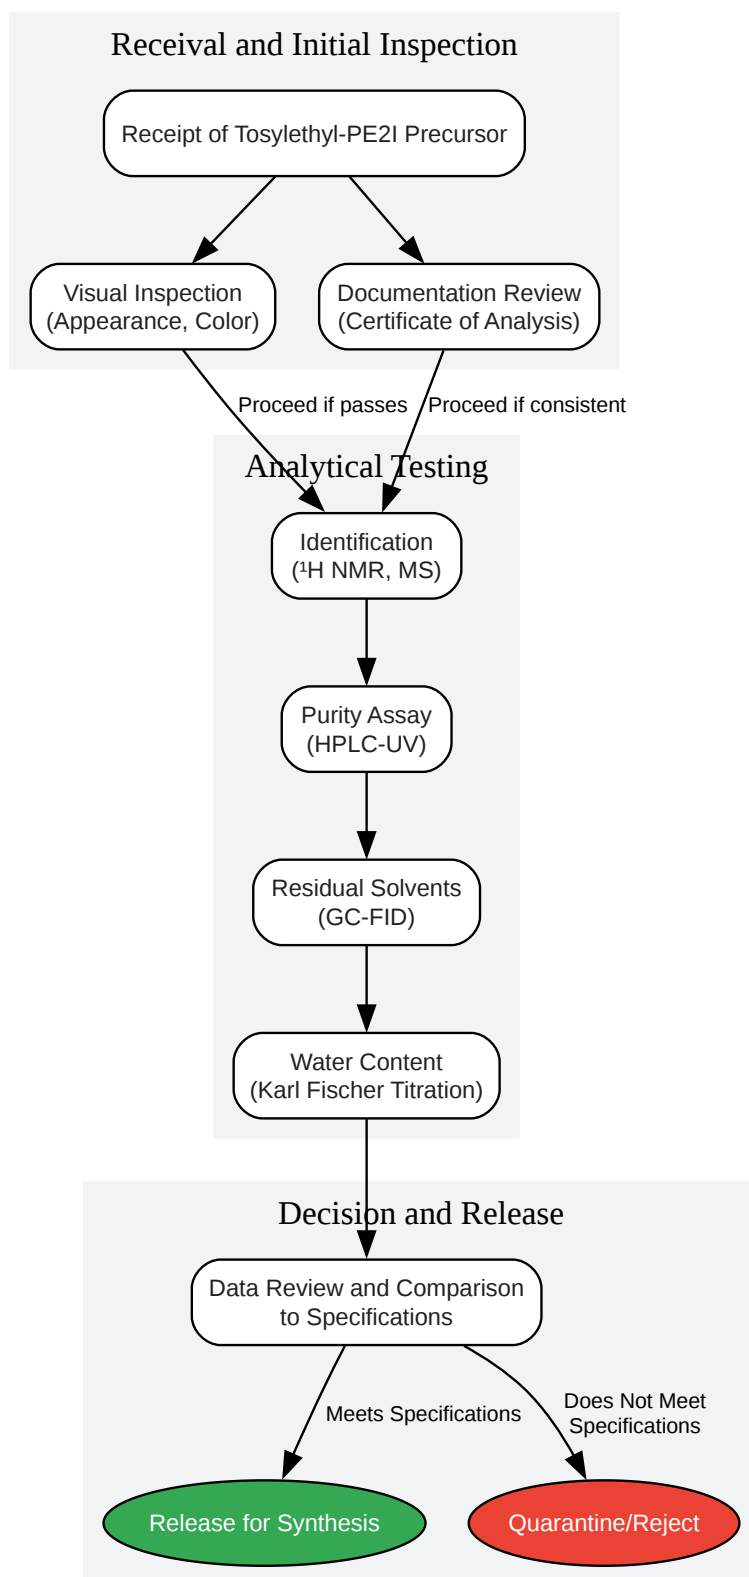 Receival and Initial Inspection
Receipt of Tosylethyl-PE2I Precursor
Visual Inspection
(Appearance, Color)
Documentation Review
(Certificate of Analysis)
Proceed if passes
Proceed if consistent
Analytical Testing
Identification
(¹H NMR, MS)
Purity Assay
(HPLC-UV)
Residual Solvents
(GC-FID)
Water Content
(Karl Fischer Titration)
Decision and Release
Data Review and Comparison
to Specifications
Meets Specifications
Does Not Meet
Specifications
Release for Synthesis
Quarantine/Reject